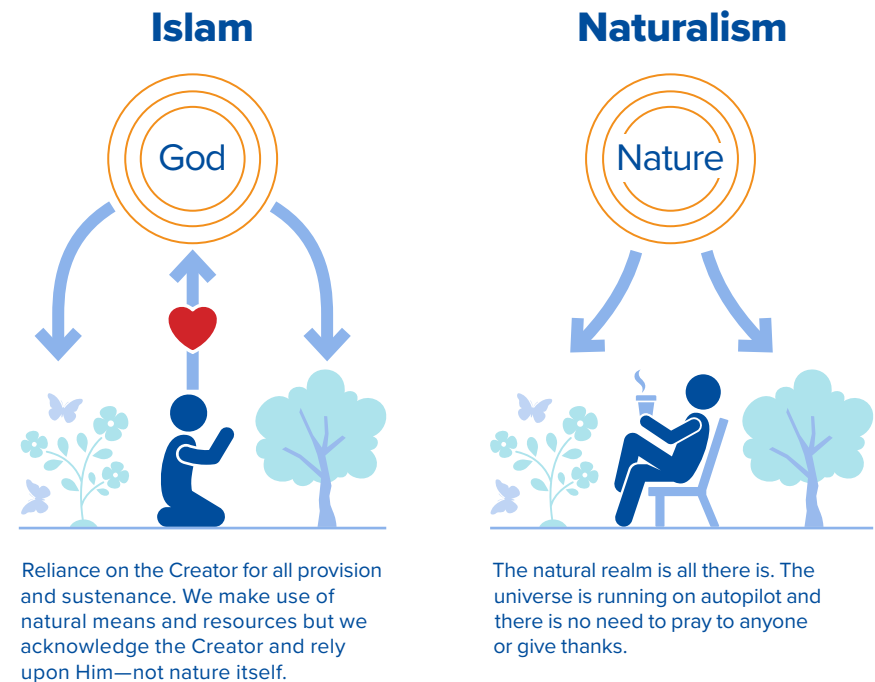 Islam
God
Reliance on the Creator for all provision
and sustenance. We make use of
natural means and resources but we
acknowledge the Creator and rely
upon Him—not nature itself.
Naturalism
Nature
The natural realm is all there is. The
universe is running on autopilot and
there is no need to pray to anyone
or give thanks.